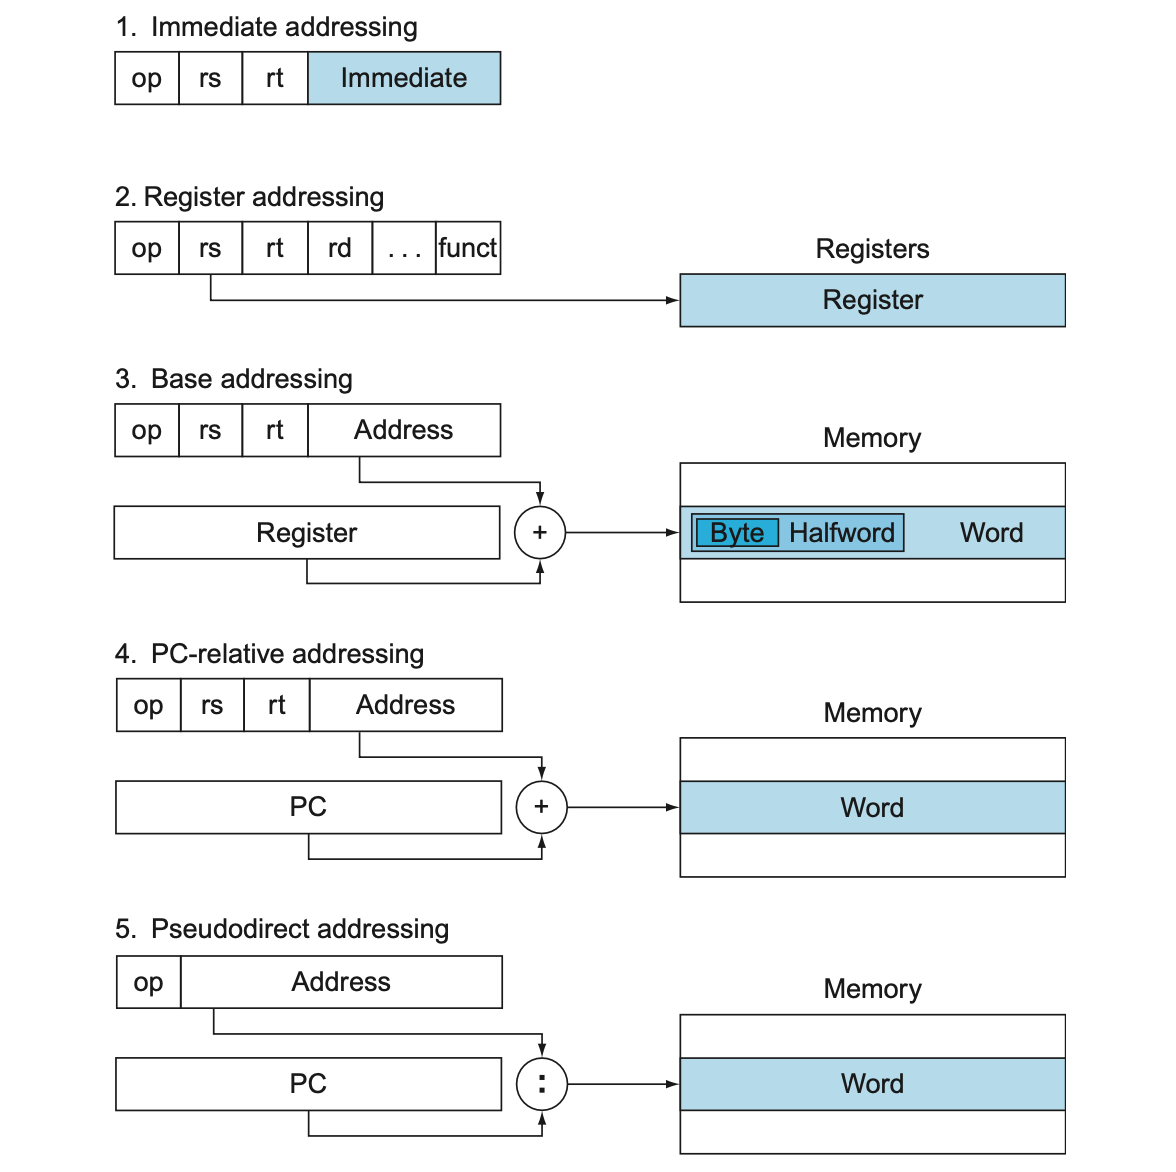 1. Immediate addressing
op rs rt Immediate
2. Register addressing
op rs rt rd ... funct
Registers
Register
3. Base addressing
op rs rt Address
Memory
Register + Byte Halfword Word
4. PC-relative addressing
op rs rt Address
Memory
PC + Word
5. Pseudodirect addressing
op Address
Memory
PC : Word